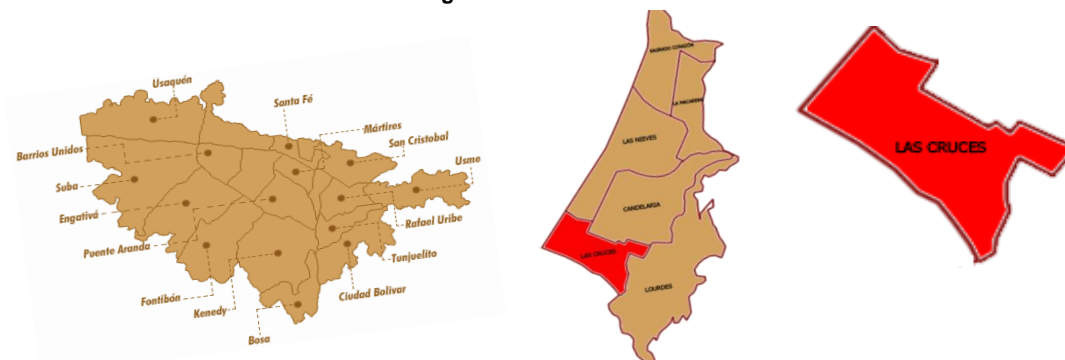 Usaquén
Santa Fé
Mártires
San Cristobal
Usme
Barrios Unidos
Suba
Engativá
Puente Aranda
Rafael Uribe
Tunjuelito
Fontibón
Kenedy
Ciudad Bolivar
Bosa
SAGRADO CORAZÓN
LA MACARENA
LAS NIEVES
CANDELARIA
LAS CRUCES
LOURDES
LAS CRUCES